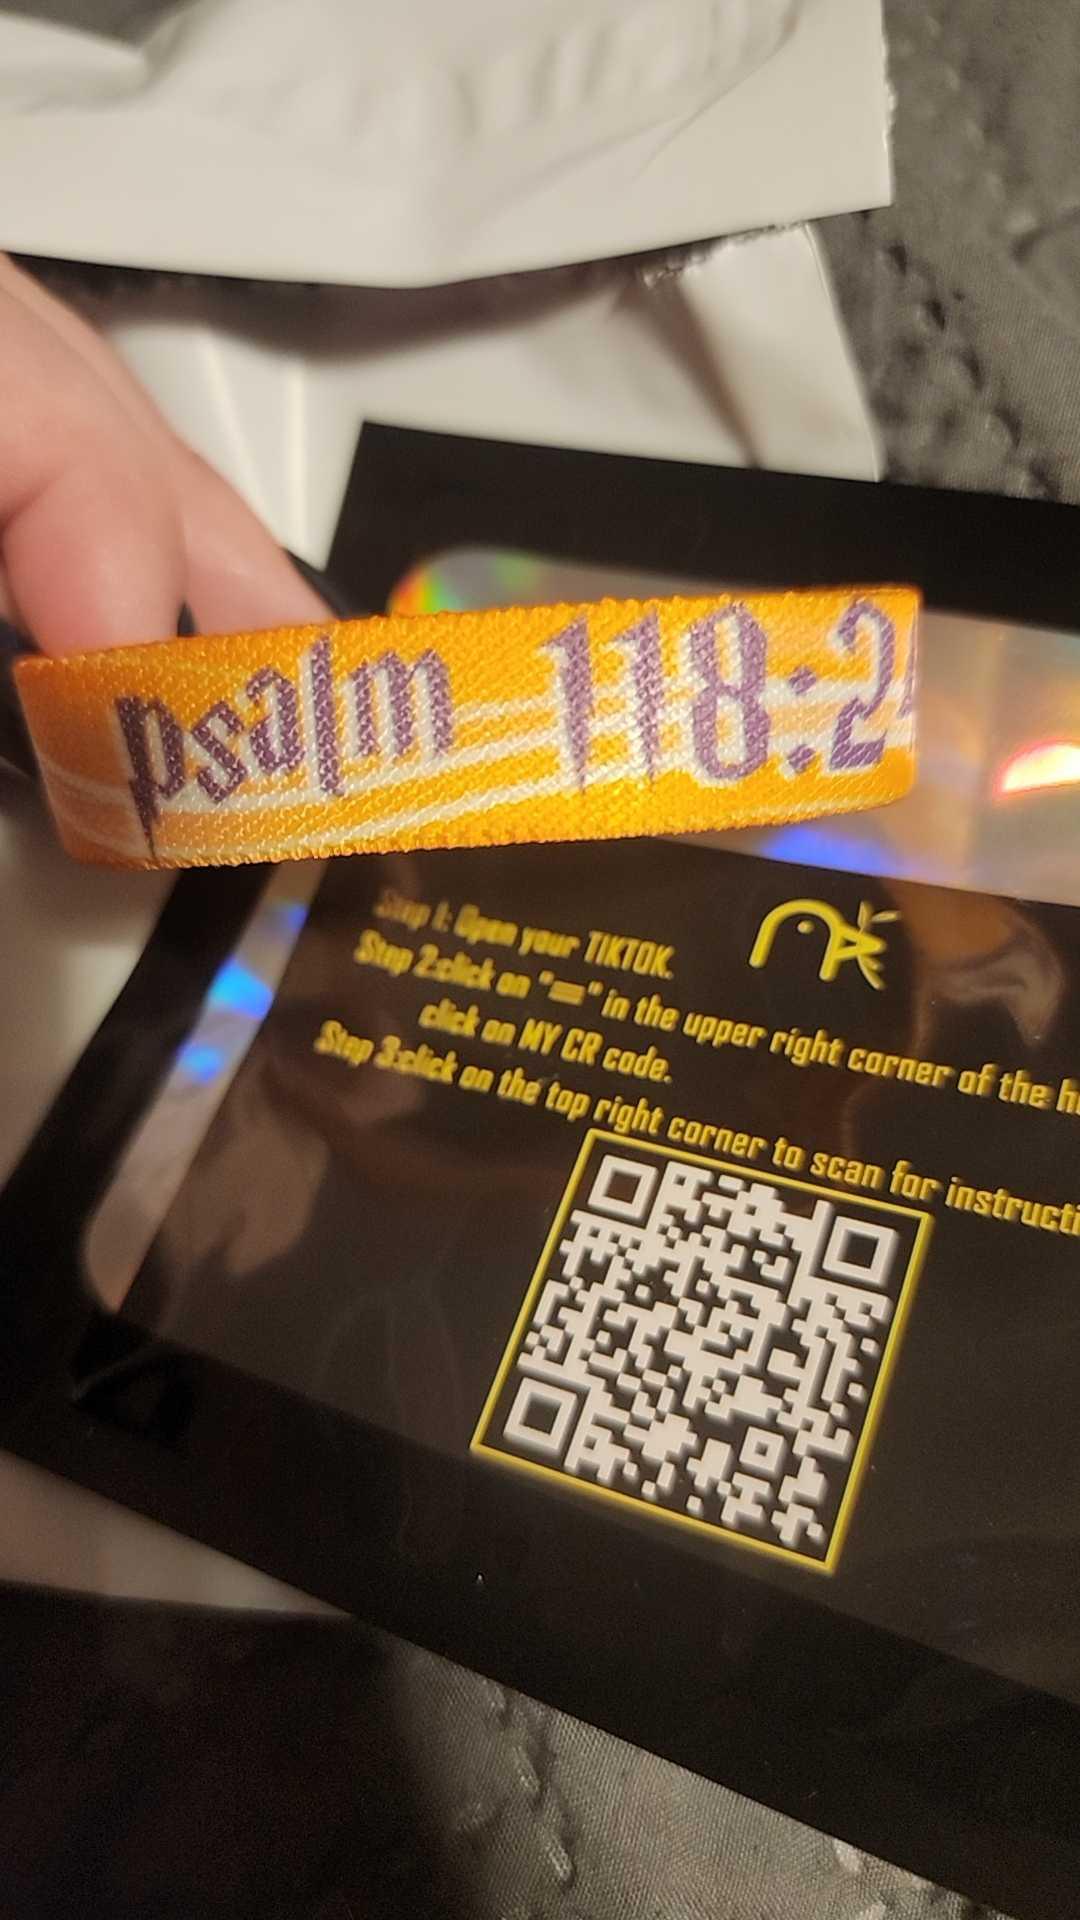 psalm 118:2
Step 1: Open your TIKTOK.
Step 2:click on "☰" in the upper right corner of the
click on MY CR code.
Step 3:click on the top right corner to scan for